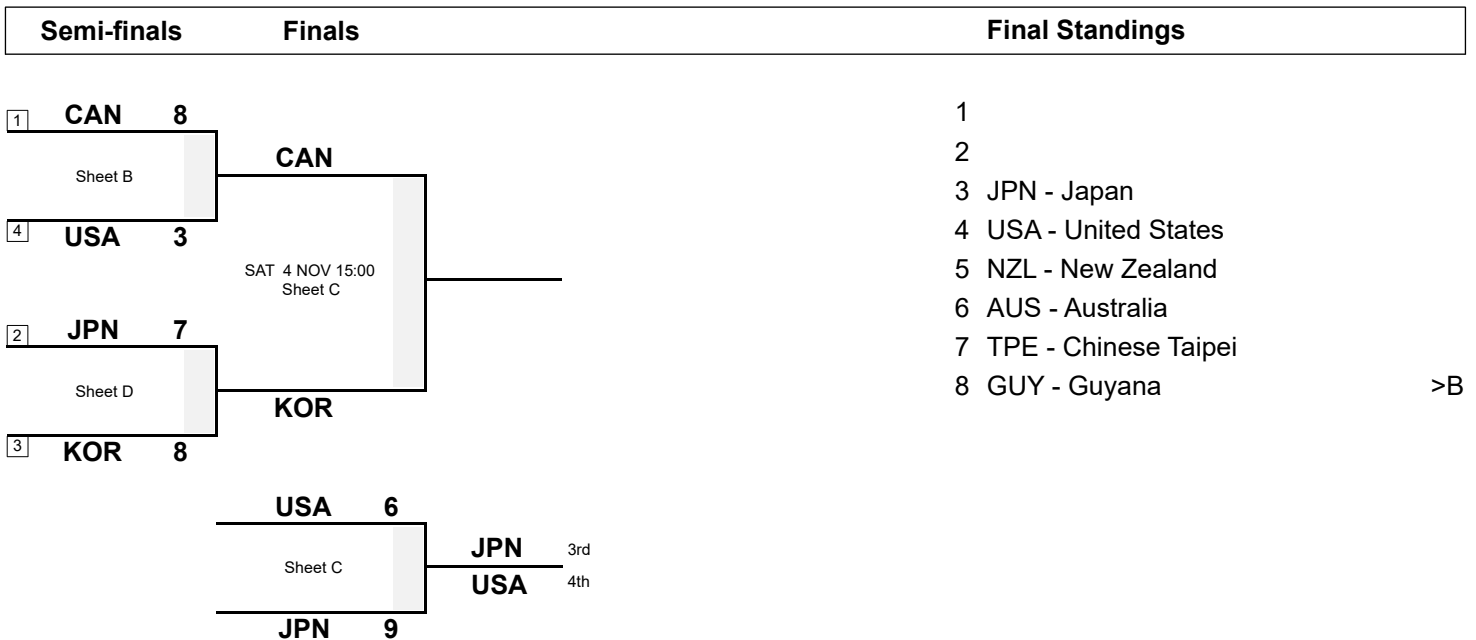 Semi-finals Finals Final Standings
1 CAN 8
Sheet B
4 USA 3
CAN
SAT 4 NOV 15:00
Sheet C
2 JPN 7
Sheet D
3 KOR 8
KOR
USA 6
Sheet C
JPN 9
JPN 3rd
USA 4th
1
2
3 JPN - Japan
4 USA - United States
5 NZL - New Zealand
6 AUS - Australia
7 TPE - Chinese Taipei
8 GUY - Guyana >B